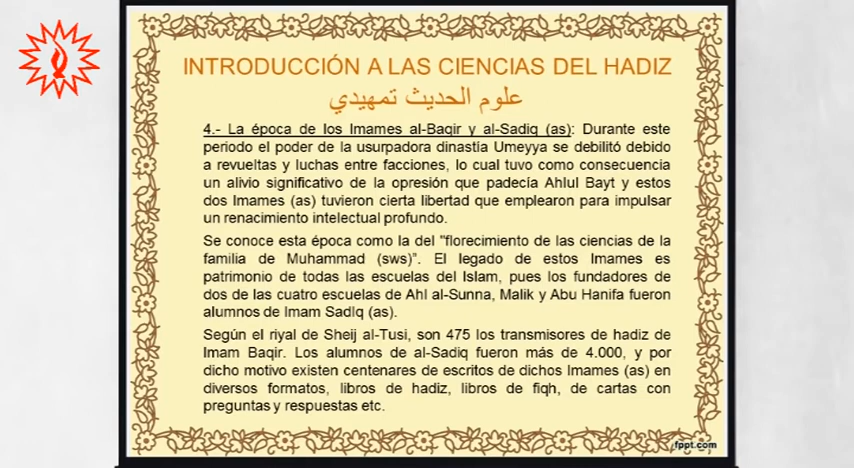 INTRODUCCIÓN A LAS CIENCIAS DEL HADIZ
علوم الحديث تمهيدي
4.- La época de los Imames al-Baqir y al-Sadiq (as): Durante este
periodo el poder de la usurpadora dinastía Umeyya se debilitó debido
a revueltas y luchas entre facciones, lo cual tuvo como consecuencia
un alivio significativo de la opresión que padecía Ahlul Bayt y estos
dos Imames (as) tuvieron cierta libertad que emplearon para impulsar
un renacimiento intelectual profundo.
Se conoce esta época como la del "florecimiento de las ciencias de la
familia de Muhammad (sws)". El legado de estos Imames es
patrimonio de todas las escuelas del Islam, pues los fundadores de
dos de las cuatro escuelas de Ahl al-Sunna, Malik y Abu Hanifa fueron
alumnos de Imam SadIq (as).
Según el riyal de Sheij al-Tusi, son 475 los transmisores de hadiz de
Imam Baqir. Los alumnos de al-Sadiq fueron más de 4.000, y por
dicho motivo existen centenares de escritos de dichos Imames (as) en
diversos formatos, libros de hadiz, libros de fiqh, de cartas con
preguntas y respuestas etc.
fppt.com